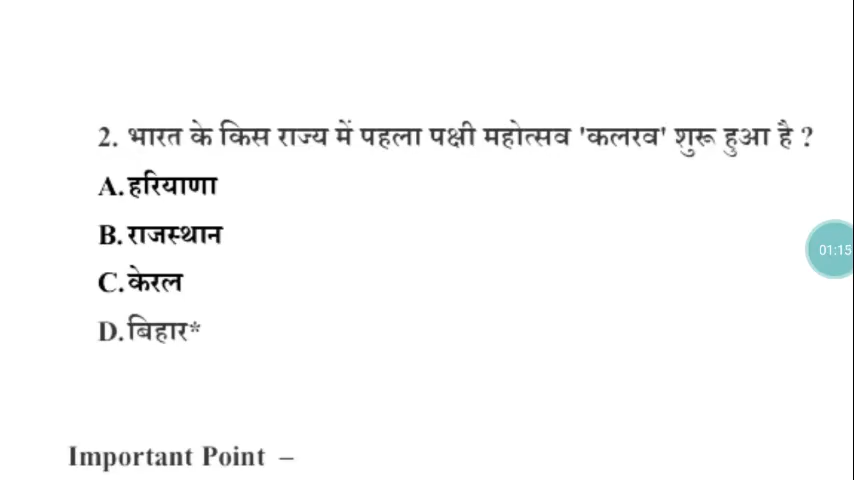 2. भारत के किस राज्य में पहला पक्षी महोत्सव 'कलरव' शुरू हुआ है ?
A. हरियाणा
B. राजस्थान
C. केरल
D. बिहार*
01:15
Important Point –